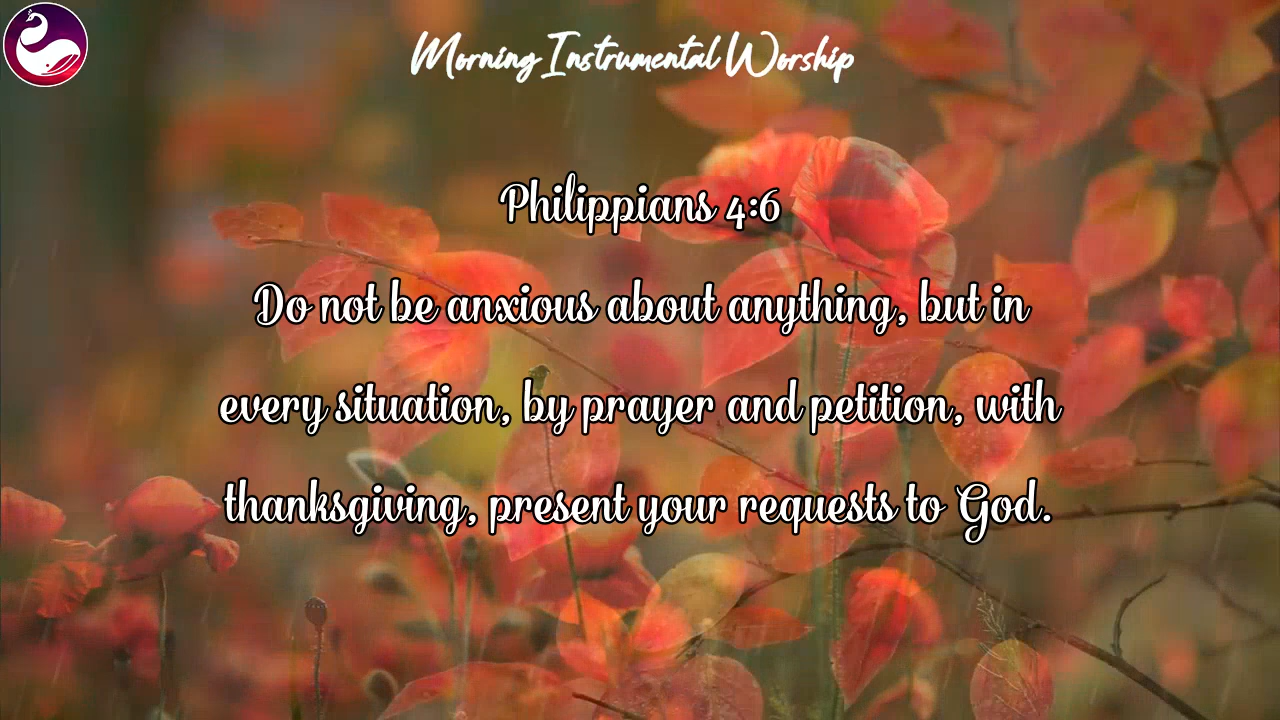 Morning Instrumental Worship
Philippians 4:6
Do not be anxious about anything, but in
every situation, by prayer and petition, with
thanksgiving, present your requests to God.